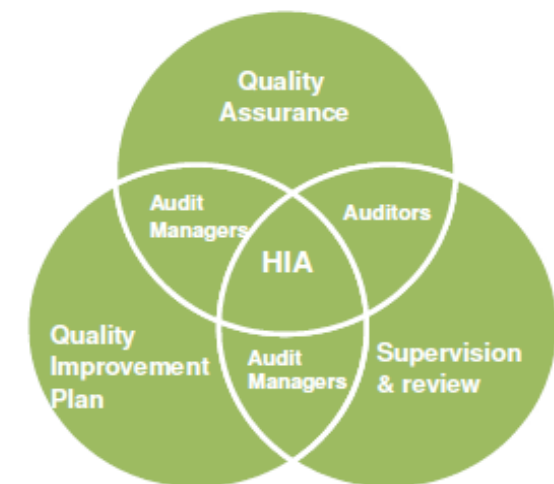 Quality
Assurance
Audit
Managers
Auditors
HIA
Quality
Improvement
Plan
Audit
Managers
Supervision
& review